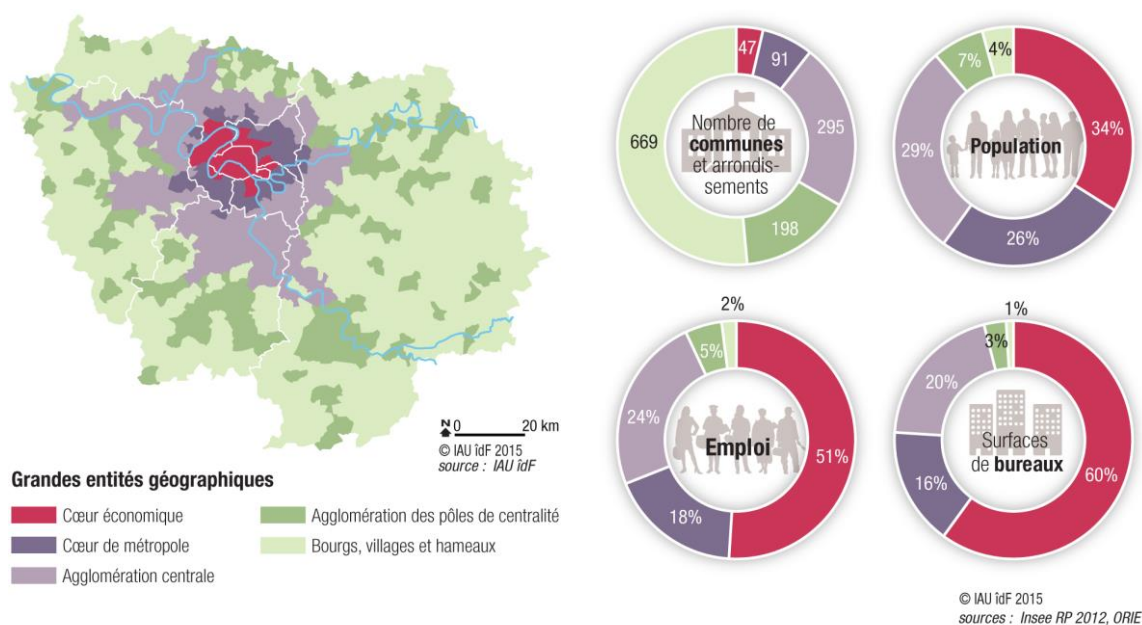 N 0 20 km
© IAU îdF 2015
source : IAU îdF
Grandes entités géographiques
Cœur économique
Cœur de métropole
Agglomération centrale
Agglomération des pôles de centralité
Bourgs, villages et hameaux
47
91
295
198
669
Nombre de
communes
et arrondis-
sements
4%
7%
34%
29%
26%
Population
2%
5%
24%
51%
18%
Emploi
1%
3%
20%
60%
16%
Surfaces
de bureaux
© IAU îdF 2015
sources : Insee RP 2012, ORIE